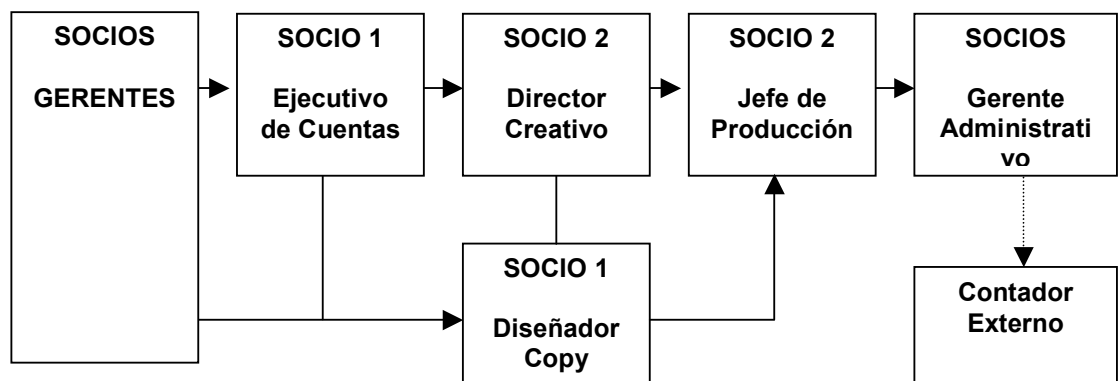 SOCIOS
GERENTES
SOCIO 1
Ejecutivo
de Cuentas
SOCIO 2
Director
Creativo
SOCIO 2
Jefe de
Producción
SOCIOS
Gerente
Administrati
vo
SOCIO 1
Diseñador
Copy
Contador
Externo